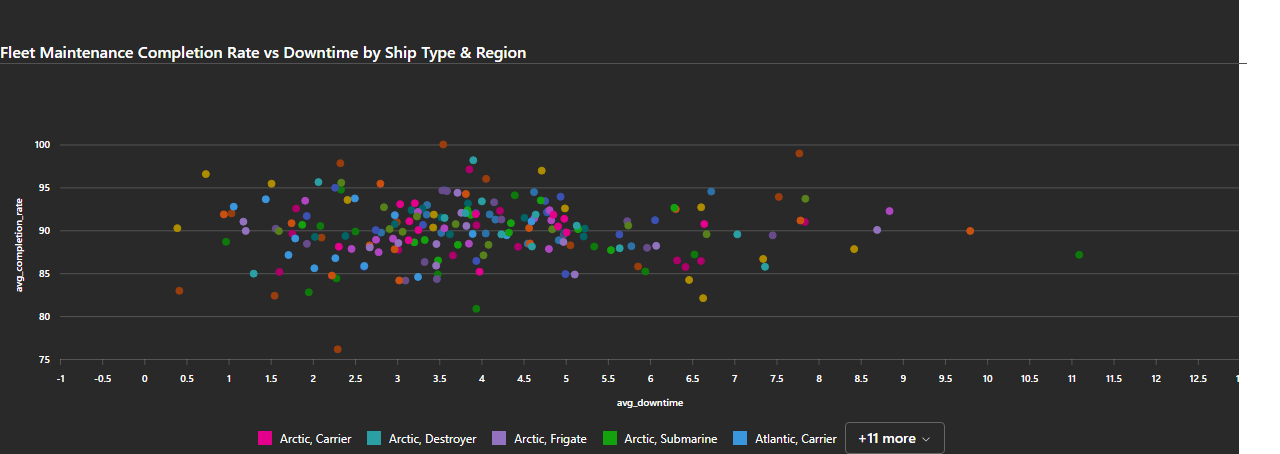 Fleet Maintenance Completion Rate vs Downtime by Ship Type & Region
avg_completion_rate
100
95
90
85
80
75
-1 -0.5 0 0.5 1 1.5 2 2.5 3 3.5 4 4.5 5 5.5 6 6.5 7 7.5 8 8.5 9 9.5 10 10.5 11 11.5 12 12.5
avg_downtime
Arctic, Carrier Arctic, Destroyer Arctic, Frigate Arctic, Submarine Atlantic, Carrier +11 more